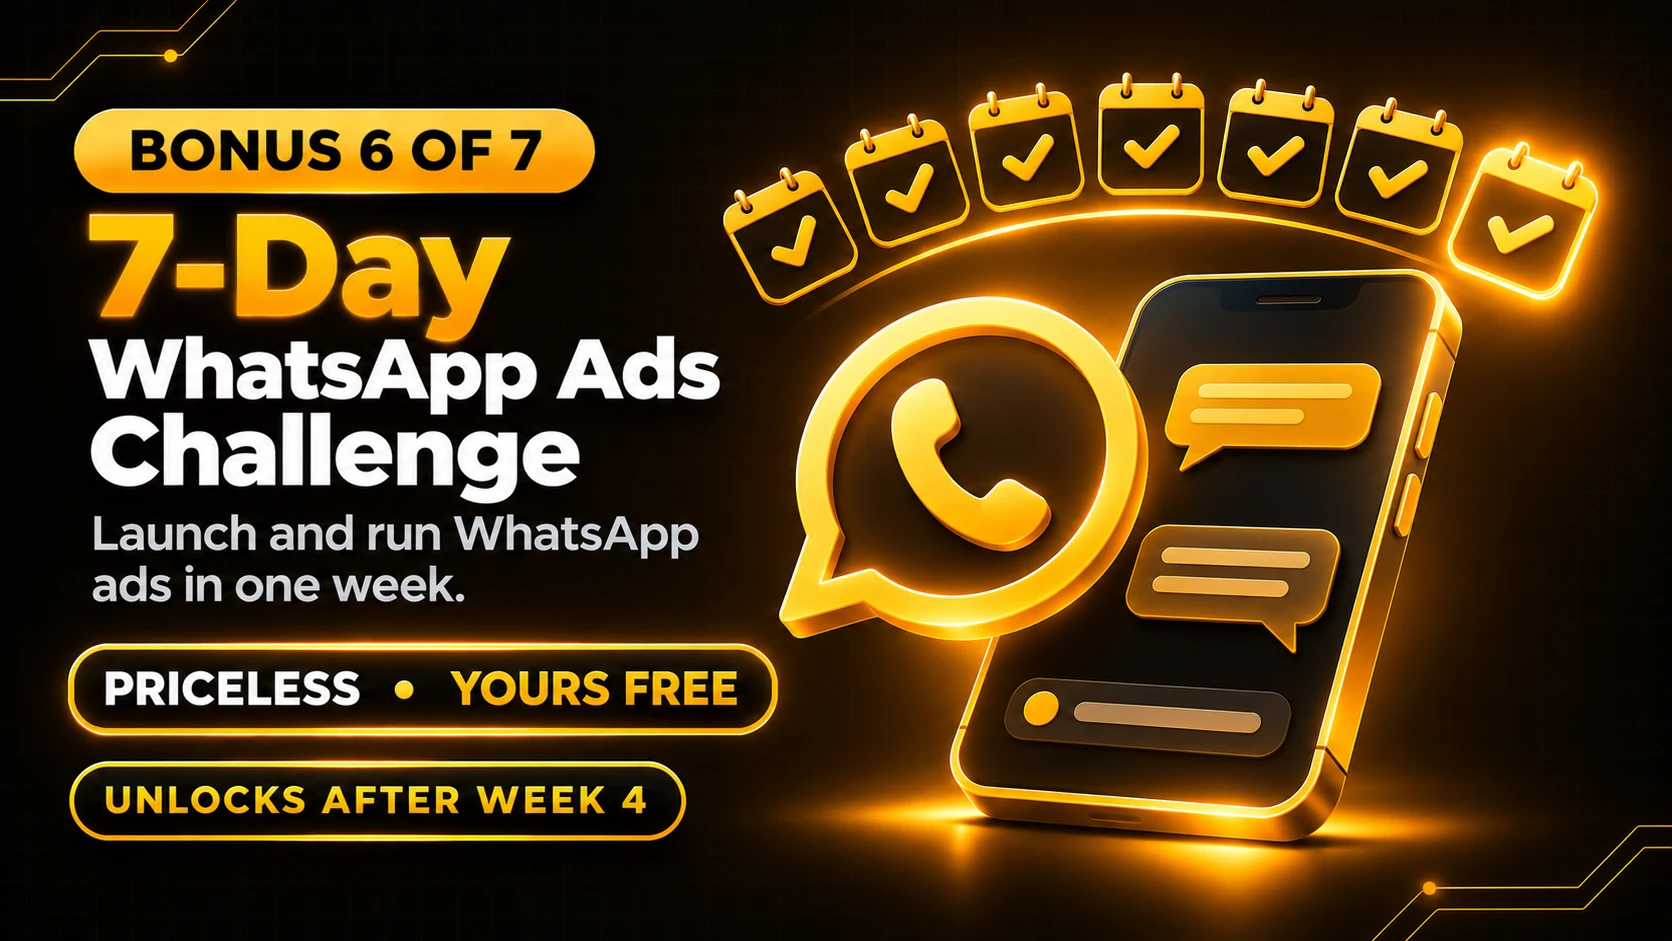 BONUS 6 OF 7
7-Day
WhatsApp Ads
Challenge
Launch and run WhatsApp
ads in one week.
PRICELESS • YOURS FREE
UNLOCKS AFTER WEEK 4